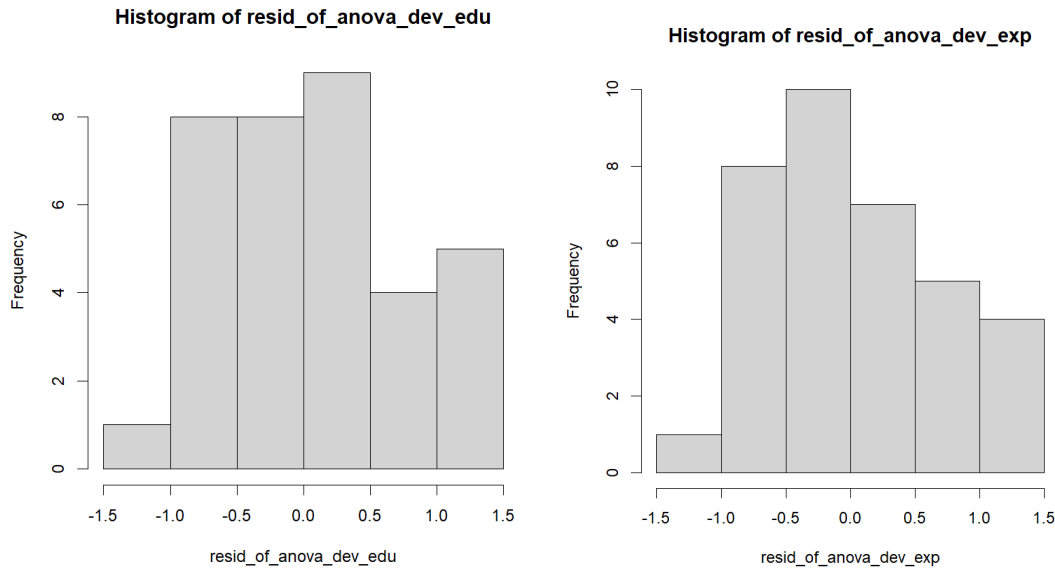 Histogram of resid_of_anova_dev_edu
Frequency
8
6
4
2
0
-1.5 -1.0 -0.5 0.0 0.5 1.0 1.5
resid_of_anova_dev_edu
Histogram of resid_of_anova_dev_exp
Frequency
10
8
6
4
2
0
-1.5 -1.0 -0.5 0.0 0.5 1.0 1.5
resid_of_anova_dev_exp